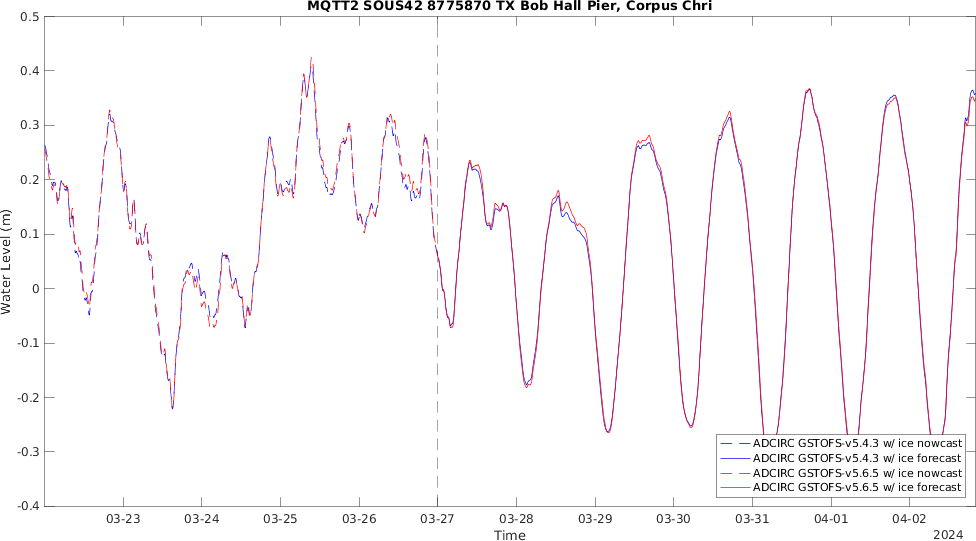 MQTT2 SOUS42 8775870 TX Bob Hall Pier, Corpus Chri
0.5
0.4
0.3
0.2
0.1
0
-0.1
-0.2
-0.3
-0.4
Water Level (m)
ADCIRC GSTOFS-v5.4.3 w/ ice nowcast
ADCIRC GSTOFS-v5.4.3 w/ ice forecast
ADCIRC GSTOFS-v5.6.5 w/ ice nowcast
ADCIRC GSTOFS-v5.6.5 w/ ice forecast
03-23 03-24 03-25 03-26 03-27 03-28 03-29 03-30 03-31 04-01 04-02
Time
2024